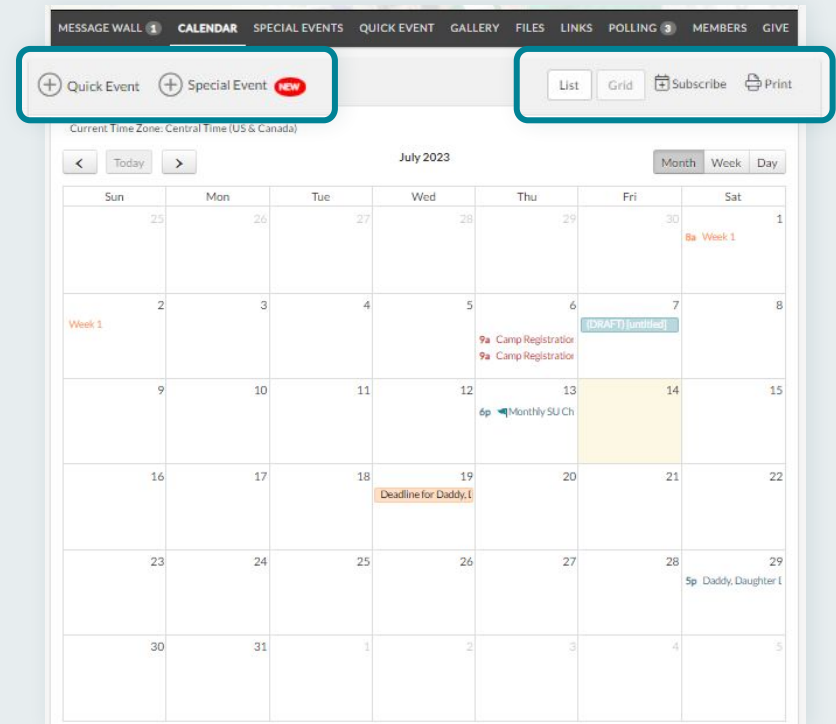 MESSAGE WALL 1 CALENDAR SPECIAL EVENTS QUICK EVENT GALLERY FILES LINKS POLLING 3 MEMBERS GIVE
Quick Event Special Event NEW List Grid Subscribe Print
Current Time Zone: Central Time (US & Canada)
< Today > July 2023 Month Week Day
Sun Mon Tue Wed Thu Fri Sat
25 26 27 28 29 30 1
8a Week 1
2 3 4 5 6 7 8
Week 1 (DRAFT) [untitled]
9a Camp Registration
9a Camp Registration
9 10 11 12 13 14 15
6p Monthly SU Ch
16 17 18 19 20 21 22
Deadline for Daddy, D
23 24 25 26 27 28 29
5p Daddy, Daughter D
30 31 1 2 3 4 5